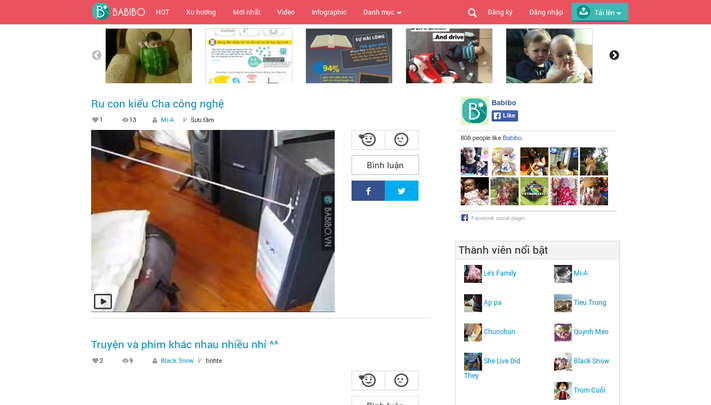 BABIBO HOT Xu hướng Mới nhất Video Infographic Danh mục Đăng ký Đăng nhập Tải lên
94%
And drive
Ru con kiểu Cha công nghệ
1 13 Mi-A Sưu tầm
BABIBO.VN
Bình luận
Truyện và phim khác nhau nhiều nhỉ ^^
2 9 Black Snow tinhte
Bình luận
Babibo
Like
808 people like Babibo.
Facebook social plugin
Thành viên nổi bật
Le's Family Mi-A
Ap pa Tieu Trung
Chunchun Quynh Meo
She Live Did They Black Snow
Trùm Cuối